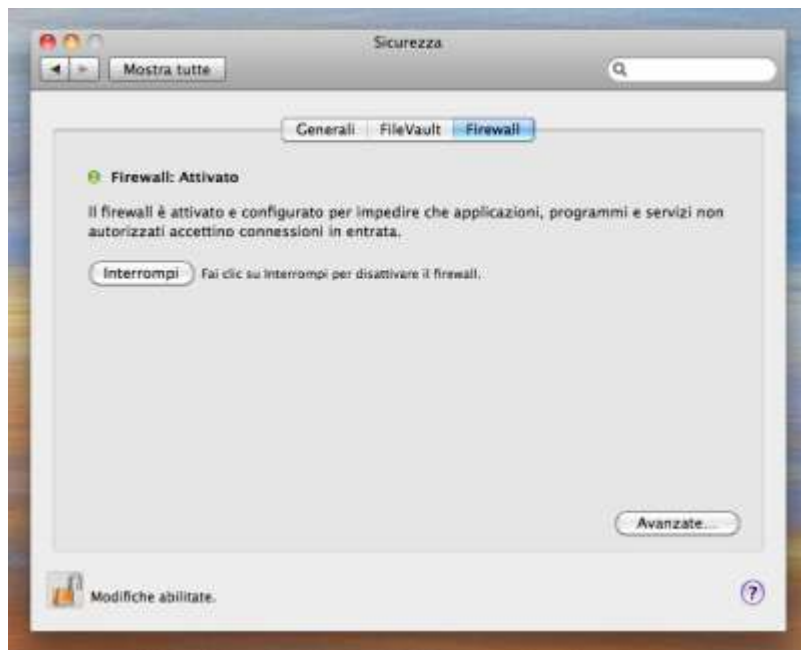 Sicurezza
Mostra tutte
Generali FileVault Firewall
Firewall: Attivato
Il firewall è attivato e configurato per impedire che applicazioni, programmi e servizi non
autorizzati accettino connessioni in entrata.
Interrompi Fai clic su Interrompi per disattivare il firewall.
Avanzate...
Modifiche abilitate.
?